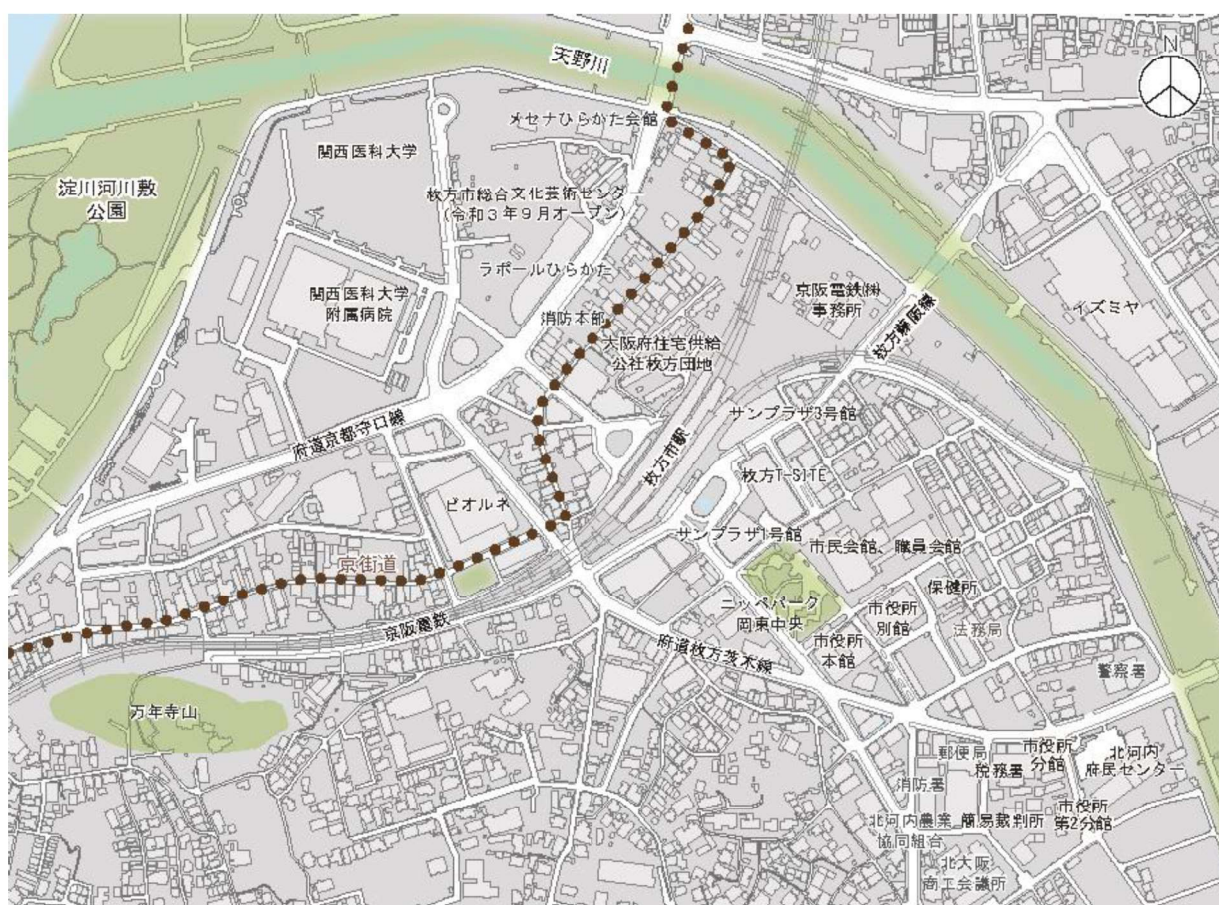 N
天野川
メセナひらかた会館
関西医科大学
淀川河川敷
公園
枚方市総合文化芸術センター
(令和3年9月オープン)
ラポールひらかた
関西医科大学
附属病院
京阪電鉄㈱
事務所
イズミヤ
消防本部
大阪府住宅供給
公社枚方団地
枚方勝阪線
サンプラザ3号館
府道京都守口線
枚方市駅
枚方T-SITE
ビオルネ
サンプラザ1号館
市民会館、職員会館
京街道
保健所
ニッペパーク
岡東中央
市役所
別館
法務局
京阪電鉄
市役所
本館
府道枚方茨木線
警察署
万年寺山
郵便局
市役所
分館
北河内
府民センター
税務署
消防署
北河内農業
協同組合
簡易裁判所
市役所
第2分館
北大阪
商工会議所